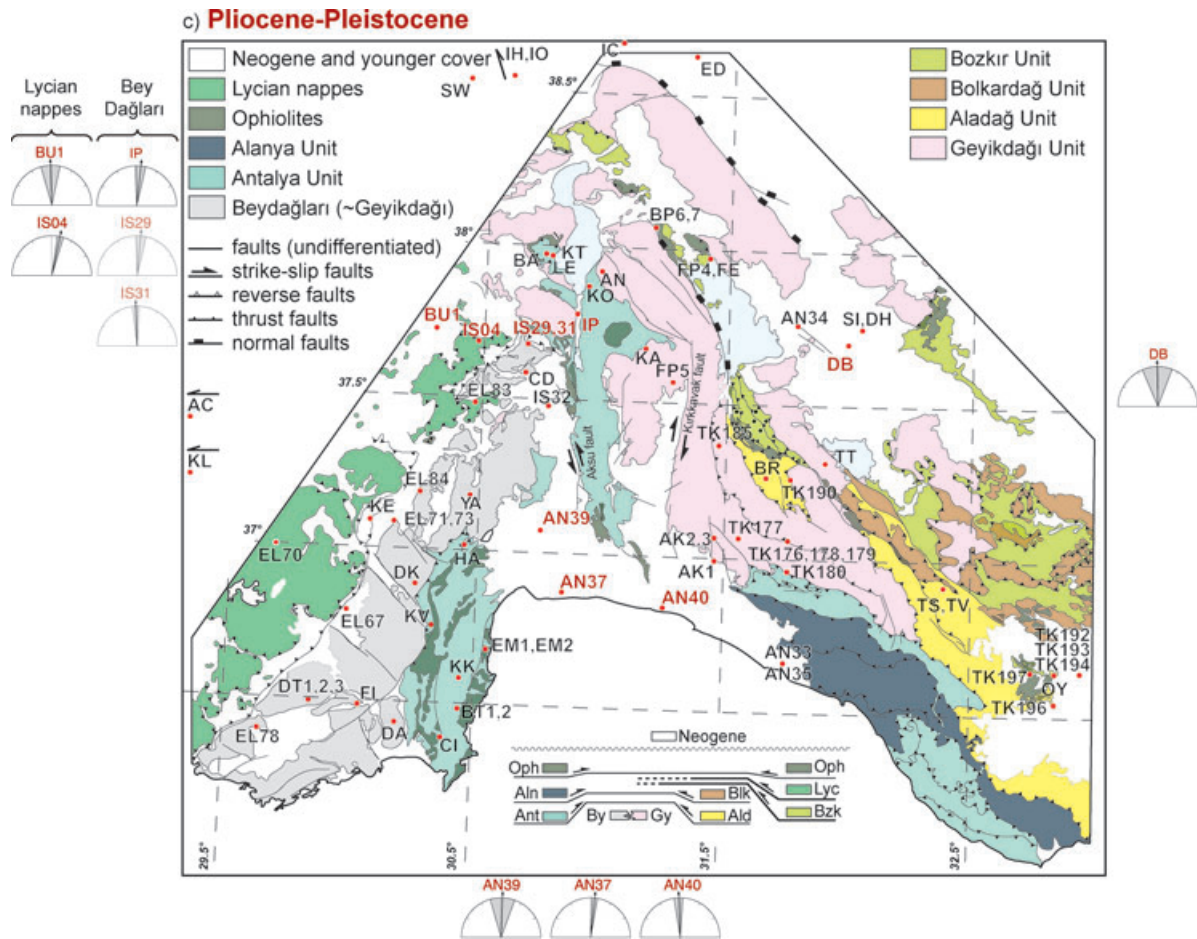 c) Pliocene-Pleistocene
Neogene and younger cover
Lycian nappes
Ophiolites
Alanya Unit
Antalya Unit
Beydağları (~Geyikdağı)
faults (undifferentiated)
strike-slip faults
reverse faults
thrust faults
normal faults
Bozkır Unit
Bolkardağ Unit
Aladağ Unit
Geyikdağı Unit
Lycian
nappes
Bey
Dağları
BU1
IP
IS04
IS29
IS31
IH,IO
SW
IC
ED
38.5°
38°
BP6,7
BA
KT
LE
AN
KO
FP4,FE
BU1
IS04
IS29,31
IP
AN34
SI,DH
DB
DB
KA
FP5
37.5°
CD
EL83
IS32
AC
KL
Aksu fault
Kırkkavak fault
TK185
BR
TT
TK190
EL84
YA
KE
EL71,73
AN39
37°
EL70
HA
AK2,3
TK177
TK176,178,179
AK1
TK180
DK
AN37
AN40
TS,TV
EL67
KV
EM1,EM2
AN33
AN35
TK192
TK193
TK194
TK197
OY
TK196
KK
DT1,2,3
FI
BT1,2
EL78
DA
CI
Neogene
Oph
Oph
Aln
Blk
Lyc
Ant
By
Gy
Ald
Bzk
29.5°
30.5°
31.5°
32.5°
AN39
AN37
AN40